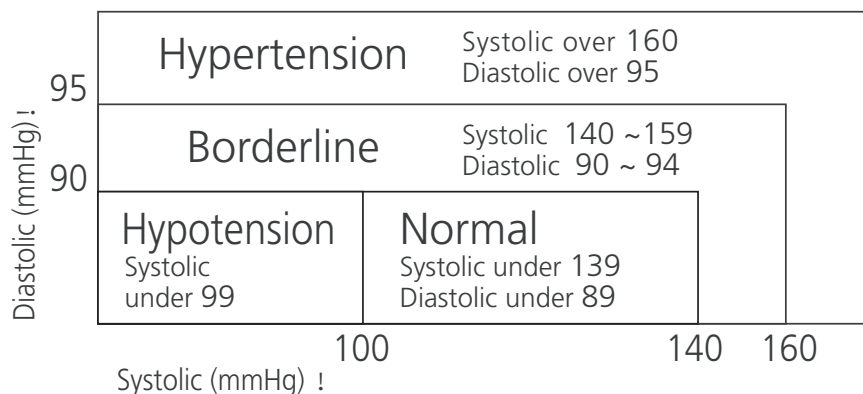 Hypertension
Systolic over 160
Diastolic over 95
95
Borderline
Systolic 140 ~159
Diastolic 90 ~ 94
90
Hypotension
Systolic
under 99
Normal
Systolic under 139
Diastolic under 89
Diastolic (mmHg) !
100
140
160
Systolic (mmHg) !